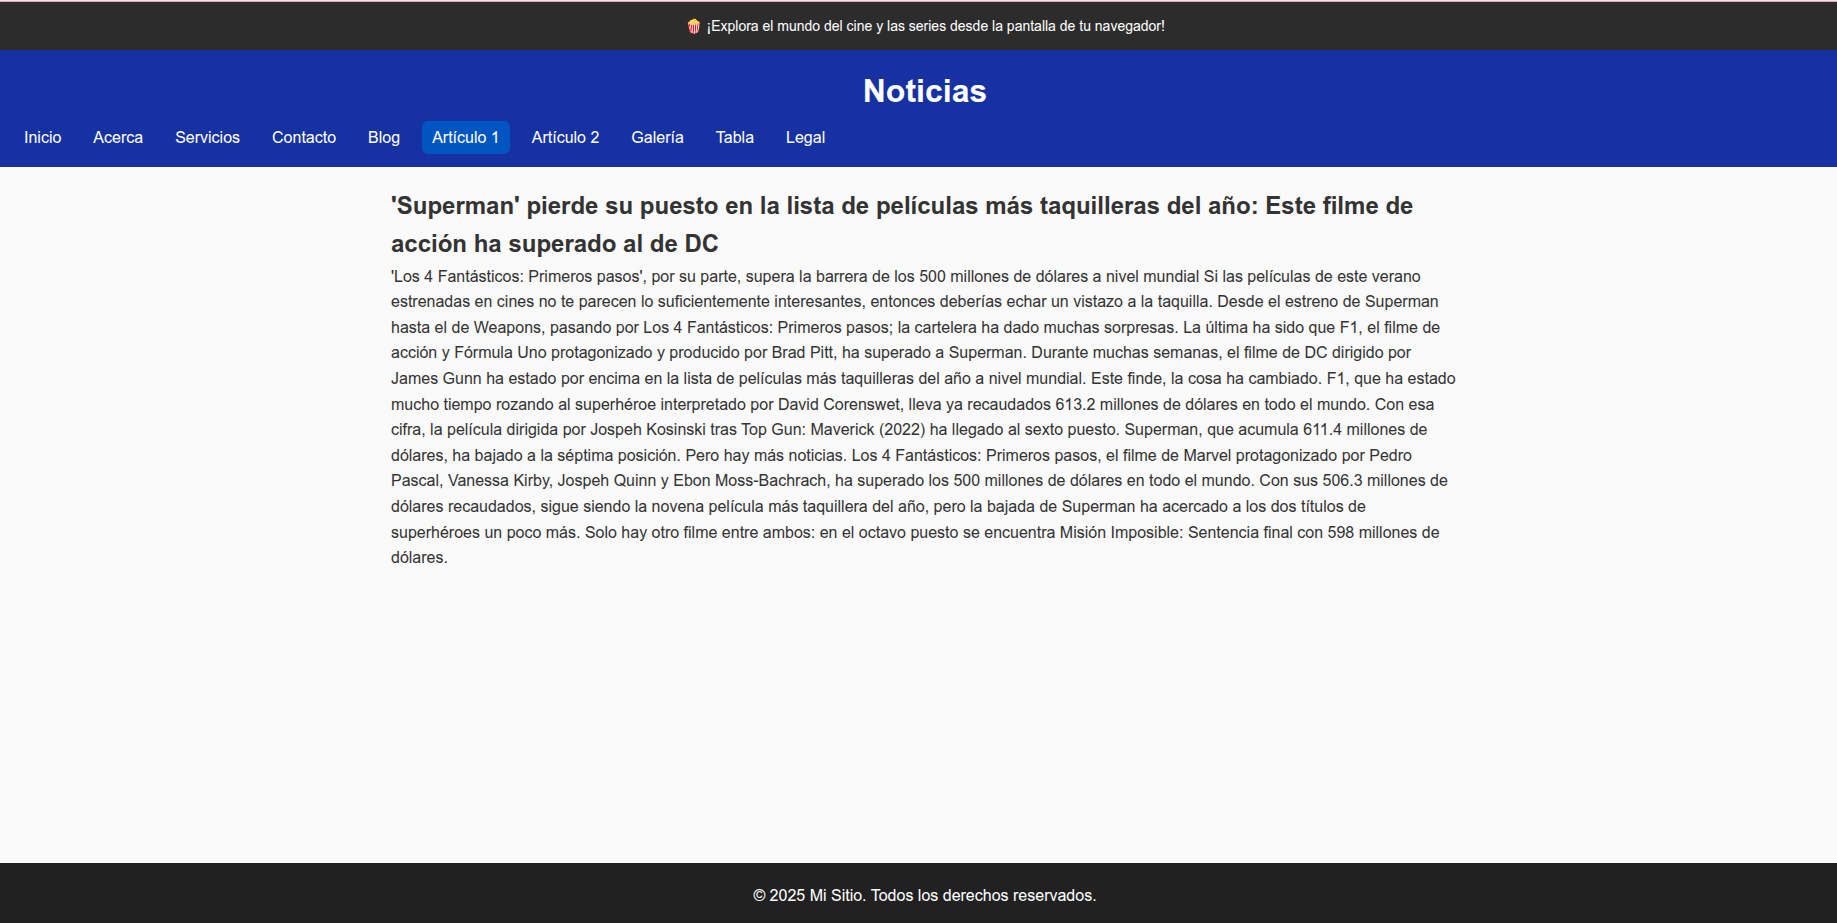 🍿 ¡Explora el mundo del cine y las series desde la pantalla de tu navegador!
Noticias
Inicio Acerca Servicios Contacto Blog Artículo 1 Artículo 2 Galería Tabla Legal
'Superman' pierde su puesto en la lista de películas más taquilleras del año: Este filme de
acción ha superado al de DC
'Los 4 Fantásticos: Primeros pasos', por su parte, supera la barrera de los 500 millones de dólares a nivel mundial Si las películas de este verano
estrenadas en cines no te parecen lo suficientemente interesantes, entonces deberías echar un vistazo a la taquilla. Desde el estreno de Superman
hasta el de Weapons, pasando por Los 4 Fantásticos: Primeros pasos; la cartelera ha dado muchas sorpresas. La última ha sido que F1, el filme de
acción y Fórmula Uno protagonizado y producido por Brad Pitt, ha superado a Superman. Durante muchas semanas, el filme de DC dirigido por
James Gunn ha estado por encima en la lista de películas más taquilleras del año a nivel mundial. Este finde, la cosa ha cambiado. F1, que ha estado
mucho tiempo rozando al superhéroe interpretado por David Corenswet, lleva ya recaudados 613.2 millones de dólares en todo el mundo. Con esa
cifra, la película dirigida por Jospeh Kosinski tras Top Gun: Maverick (2022) ha llegado al sexto puesto. Superman, que acumula 611.4 millones de
dólares, ha bajado a la séptima posición. Pero hay más noticias. Los 4 Fantásticos: Primeros pasos, el filme de Marvel protagonizado por Pedro
Pascal, Vanessa Kirby, Jospeh Quinn y Ebon Moss-Bachrach, ha superado los 500 millones de dólares en todo el mundo. Con sus 506.3 millones de
dólares recaudados, sigue siendo la novena película más taquillera del año, pero la bajada de Superman ha acercado a los dos títulos de
superhéroes un poco más. Solo hay otro filme entre ambos: en el octavo puesto se encuentra Misión Imposible: Sentencia final con 598 millones de
dólares.
© 2025 Mi Sitio. Todos los derechos reservados.